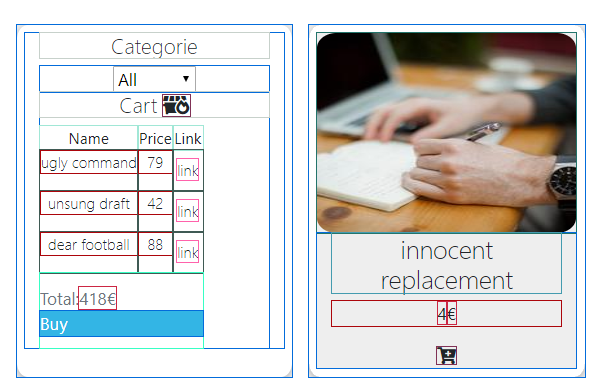 Categorie
All
Cart
Name Price Link
ugly command 79 link
unsung draft 42 link
dear football 88 link
Total:418€
Buy
innocent
replacement
4€